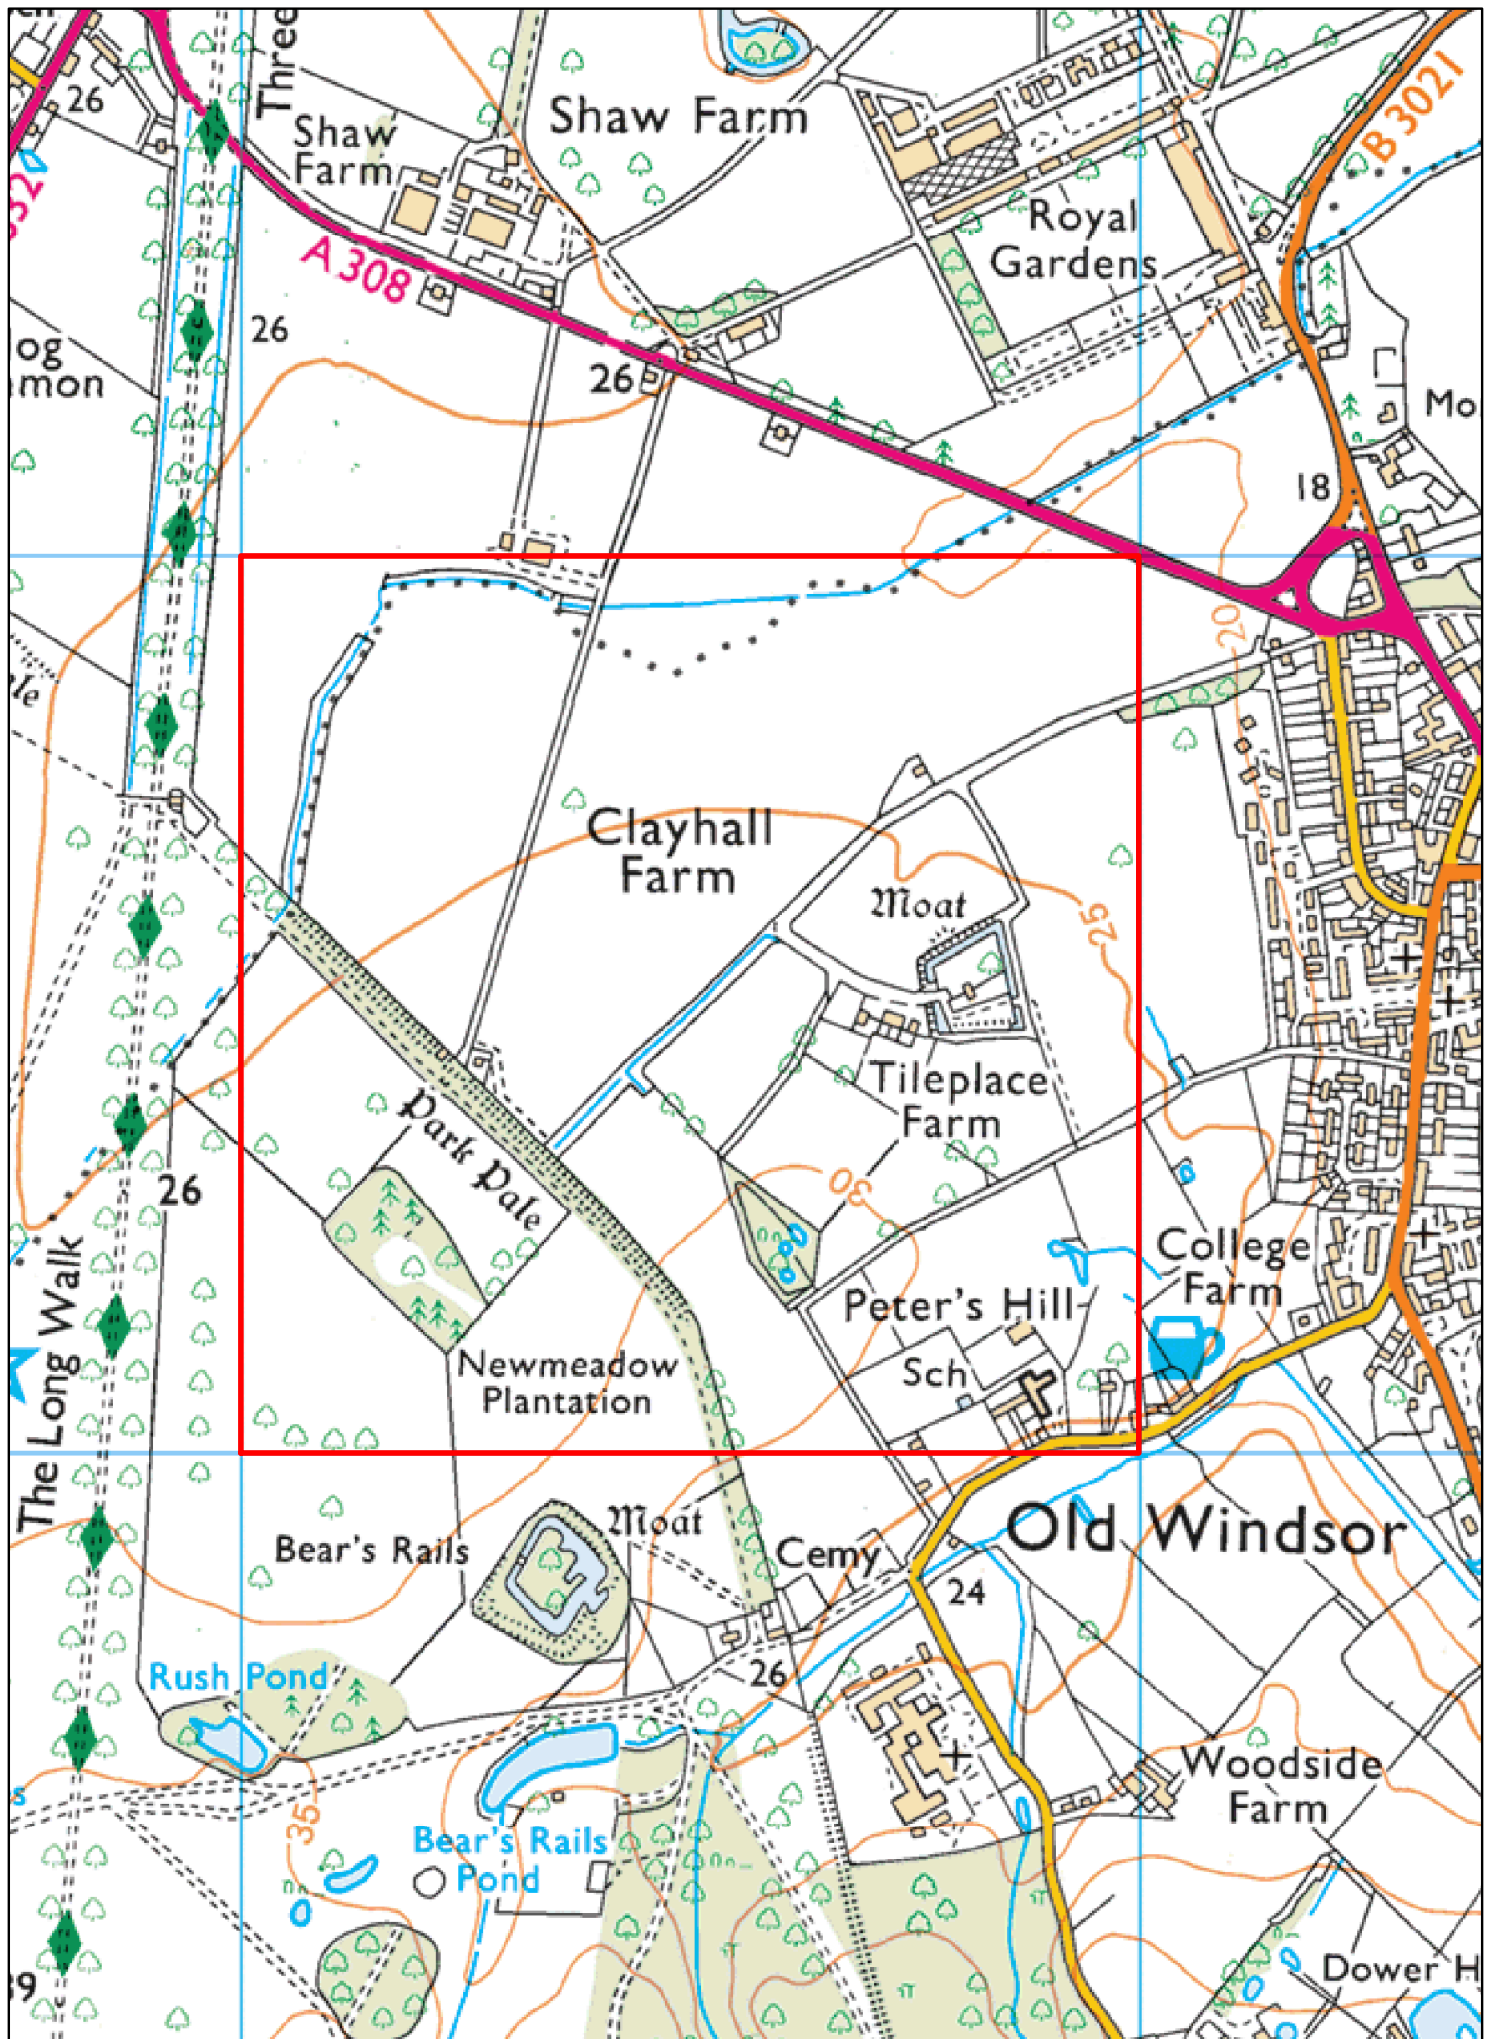 Three
26
Shaw Farm
Shaw
Farm
B 3021
Royal
Gardens
A 308
26
og
mon
26
Mo
18
20
Clayhall
Farm
Moat
25
Tileplace
Farm
Park Pale
30
26
College
Farm
Peter's Hill
Sch
Newmeadow
Plantation
The Long Walk
Old Windsor
Moat
Bear's Rails
Cemy
24
Rush Pond
26
Woodside
Farm
35
Bear's Rails
Pond
Dower H